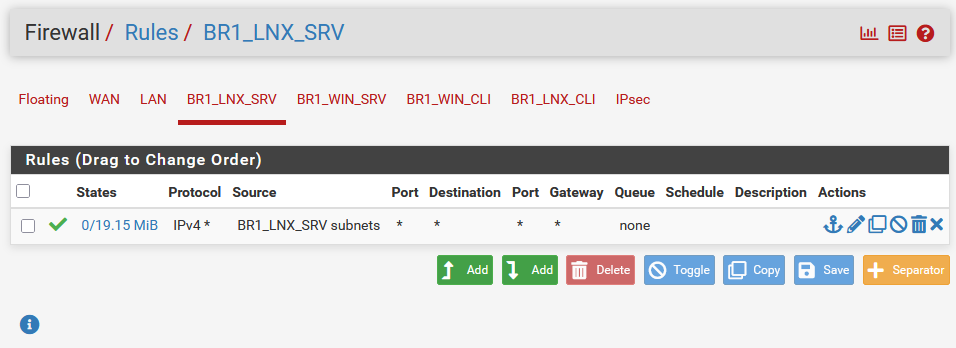 Firewall / Rules / BR1_LNX_SRV
Floating WAN LAN BR1_LNX_SRV BR1_WIN_SRV BR1_WIN_CLI BR1_LNX_CLI IPsec
Rules (Drag to Change Order)
States Protocol Source Port Destination Port Gateway Queue Schedule Description Actions
0/19.15 MiB IPv4 * BR1_LNX_SRV subnets * * * * none
Add Add Delete Toggle Copy Save Separator